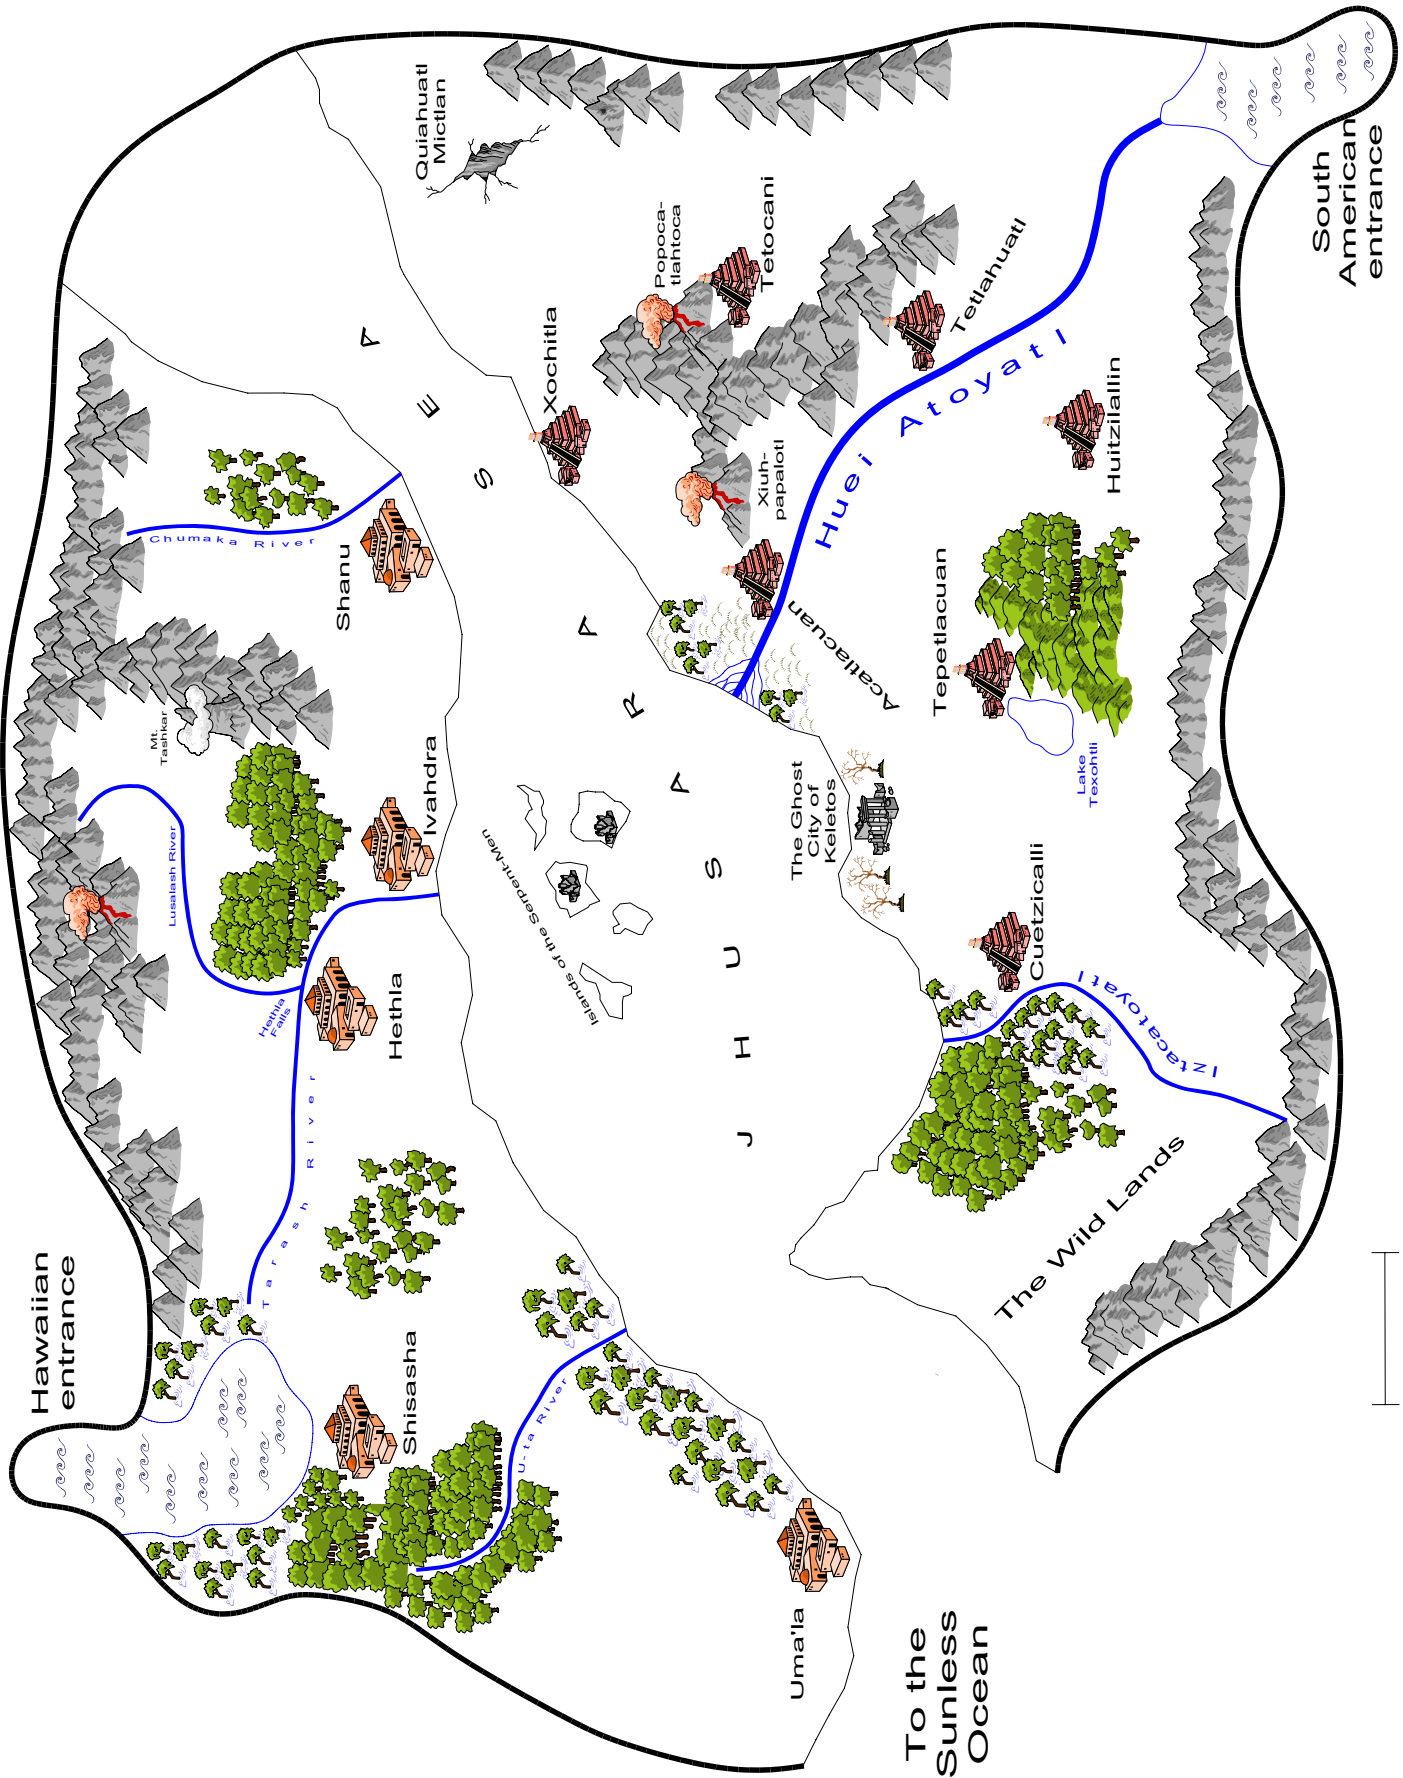 Hawaiian
entrance
Shisasha
U-ta River
Uma'la
To the
Sunless
Ocean
Tarash River
Hethla
Falls
Hethla
Lusalash River
Ivahdra
Mt.
Tashkar
Shanu
Chumaka River
JHUSARAA SEA
Islands of the Serpent-Men
The Wild Lands
Iztacatoyatl
Cuetzicalli
The Ghost
City of
Keletos
Lake
Texohtli
Tepetlacuan
Acatlacuan
Huei Atoyatl
Huitzilallin
Xiuh-
papalotl
Xochitla
Tetlahuatl
Popoca-
tlahtoca
Tetocani
Quiahuatl
Mictlan
South
American
entrance